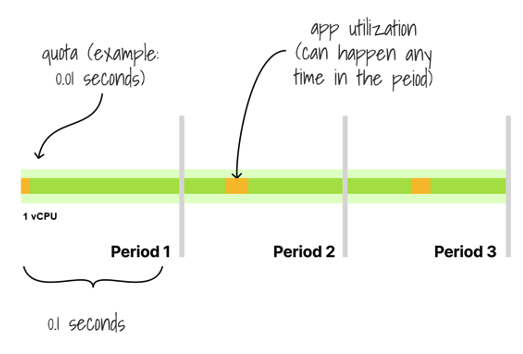 app utilization
(can happen any
time in the peiod)
quota (example:
0.01 seconds)
1 vCPU
Period 1
Period 2
Period 3
0.1 seconds